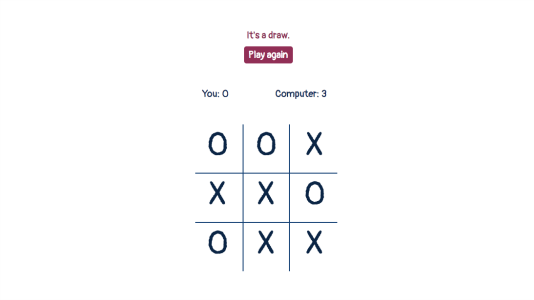 It's a draw.
Play again
You: 0 Computer: 3
O O X
X X O
O X X